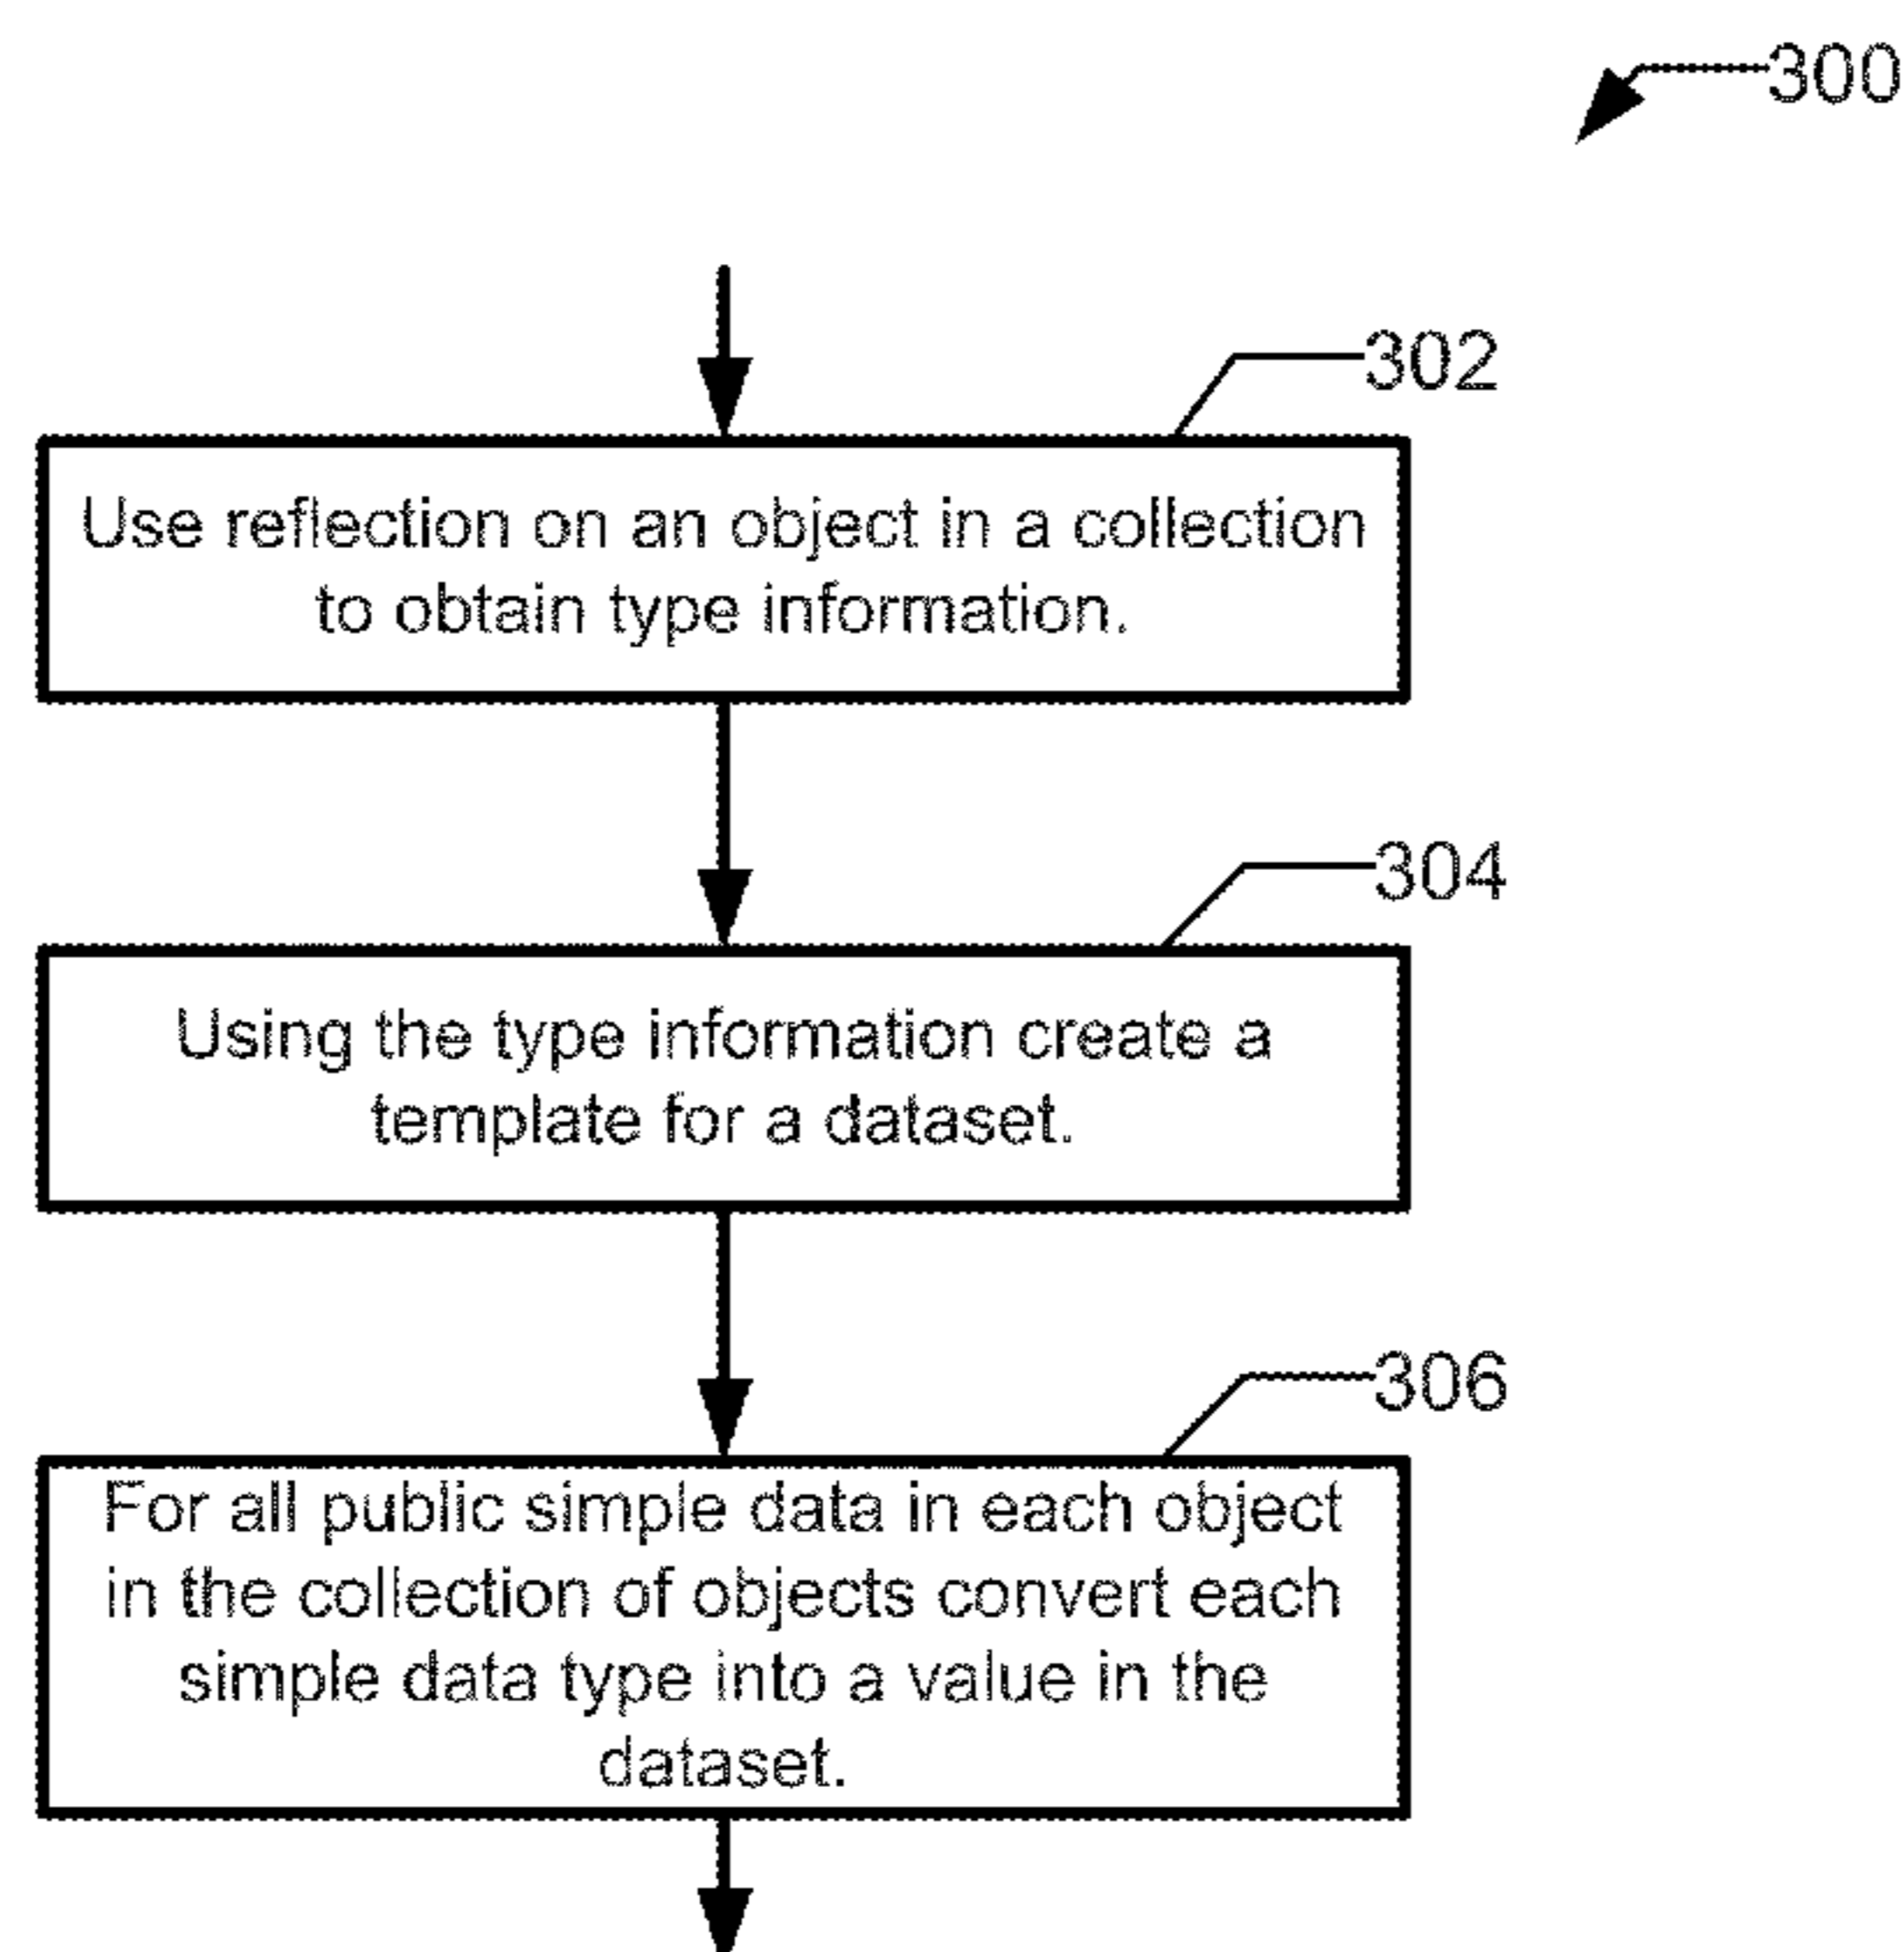 300
302
Use reflection on an object in a collection
to obtain type information.
304
Using the type information create a
template for a dataset.
306
For all public simple data in each object
in the collection of objects convert each
simple data type into a value in the
dataset.